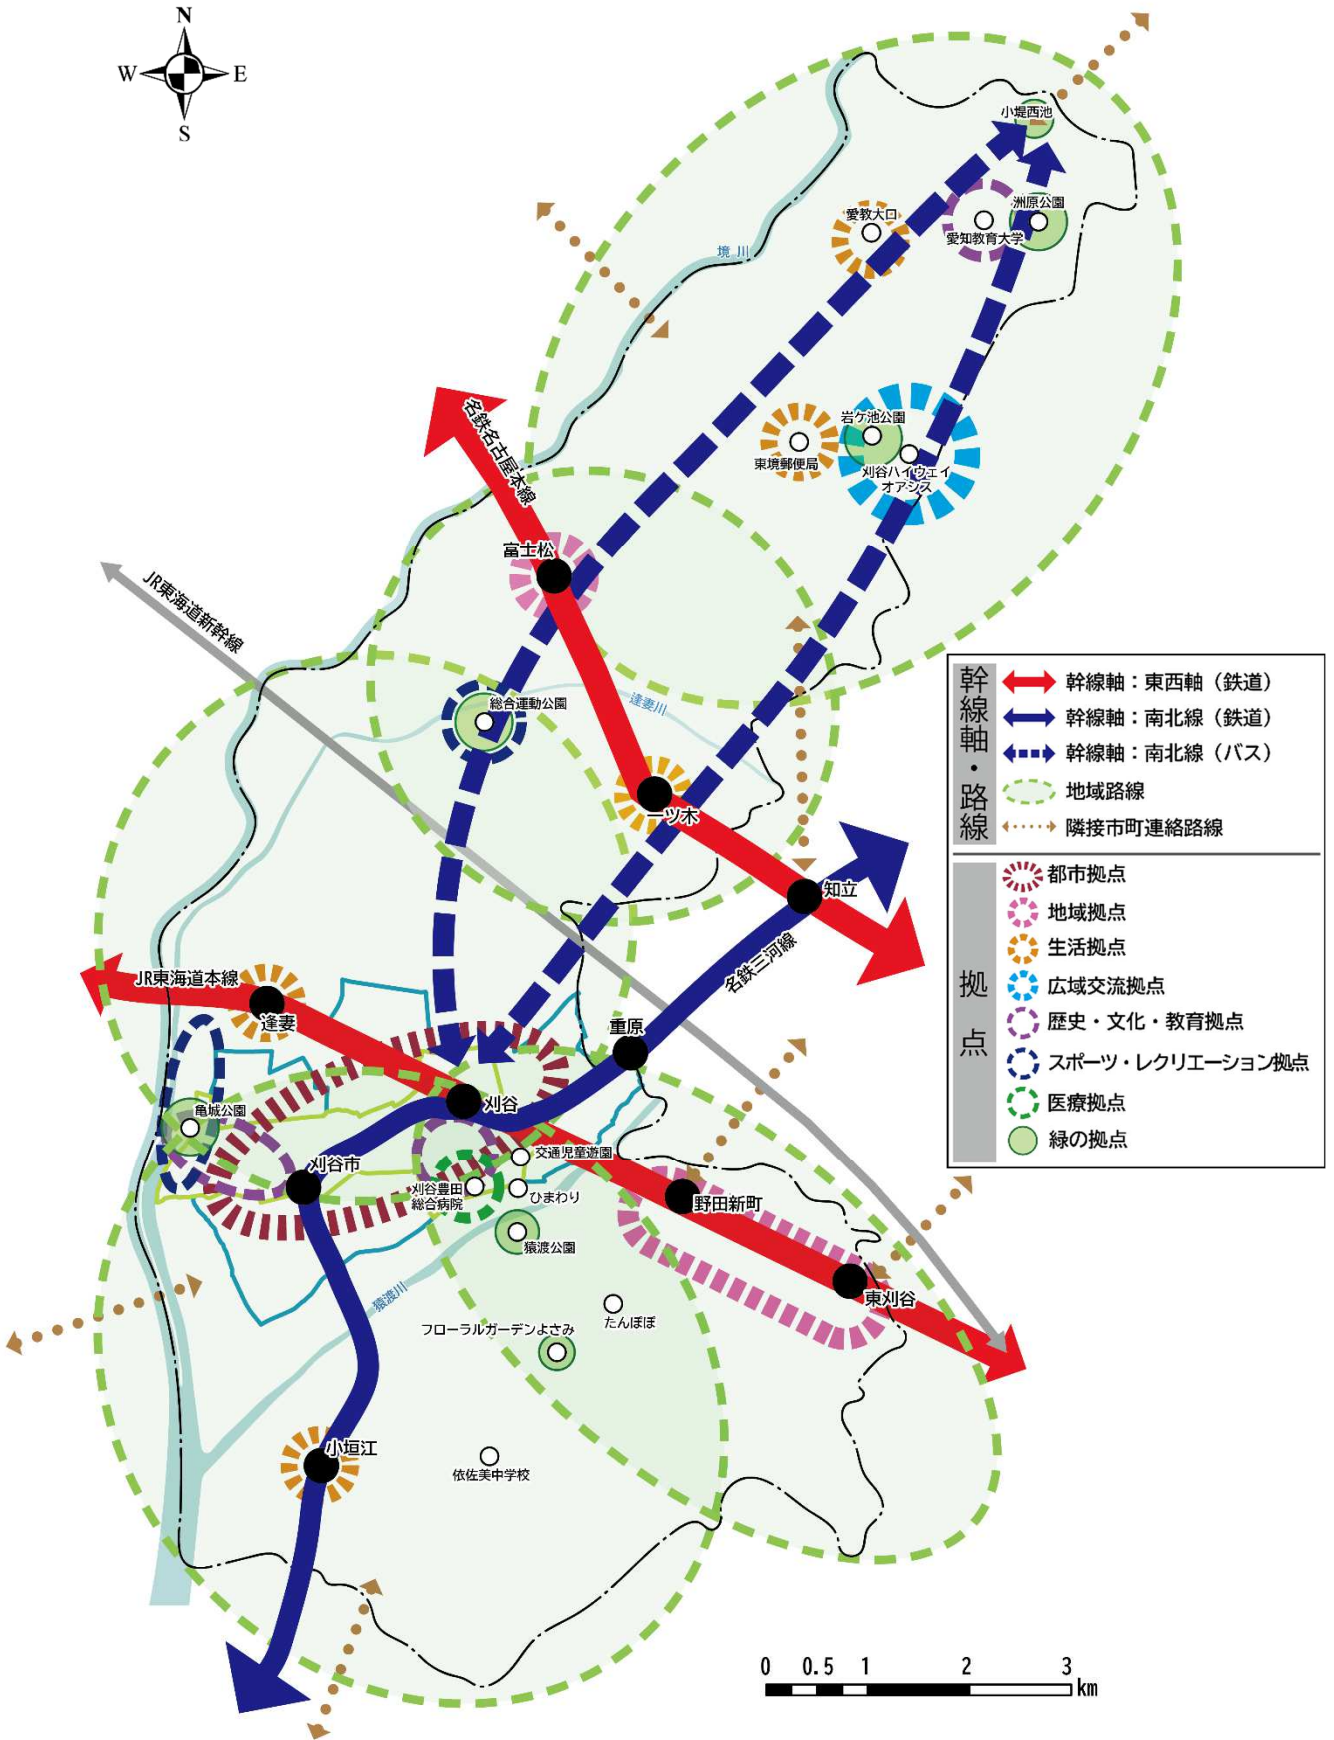 N
W
E
S
小堤西池
愛教大口
洲原公園
愛知教育大学
境川
名鉄名古屋本線
岩ケ池公園
東境郵便局
刈谷ハイウェイ
オアシス
富士松
JR東海道新幹線
総合運動公園
逢妻川
一ツ木
知立
名鉄三河線
JR東海道本線
逢妻
重原
亀城公園
刈谷
刈谷市
交通児童遊園
刈谷豊田
総合病院
ひまわり
野田新町
猿渡公園
猿渡川
東刈谷
たんぽぽ
フローラルガーデンよさみ
小垣江
依佐美中学校
幹線軸・路線
幹線軸:東西軸(鉄道)
幹線軸:南北線(鉄道)
幹線軸:南北線(バス)
地域路線
隣接市町連絡路線
拠点
都市拠点
地域拠点
生活拠点
広域交流拠点
歴史・文化・教育拠点
スポーツ・レクリエーション拠点
医療拠点
緑の拠点
0 0.5 1 2 3
km